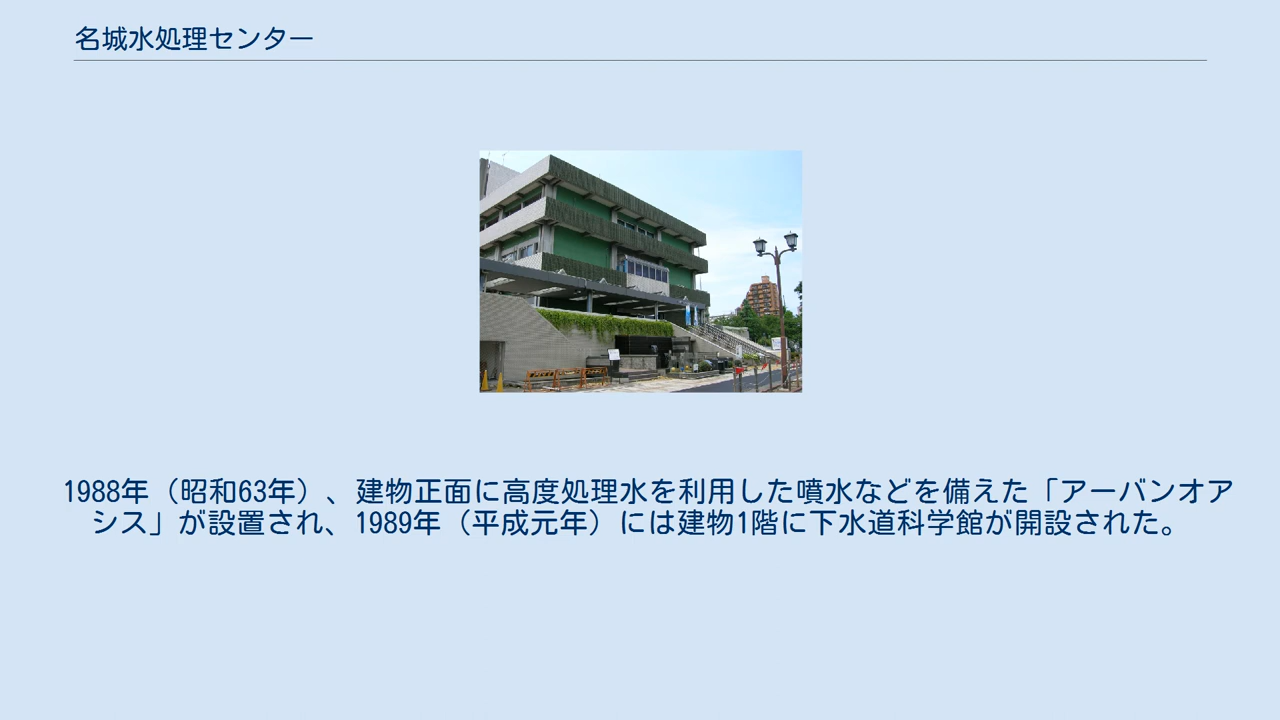 名城水処理センター
1988年（昭和63年）、建物正面に高度処理水を利用した噴水などを備えた「アーバンオア
シス」が設置され、1989年（平成元年）には建物1階に下水道科学館が開設された。